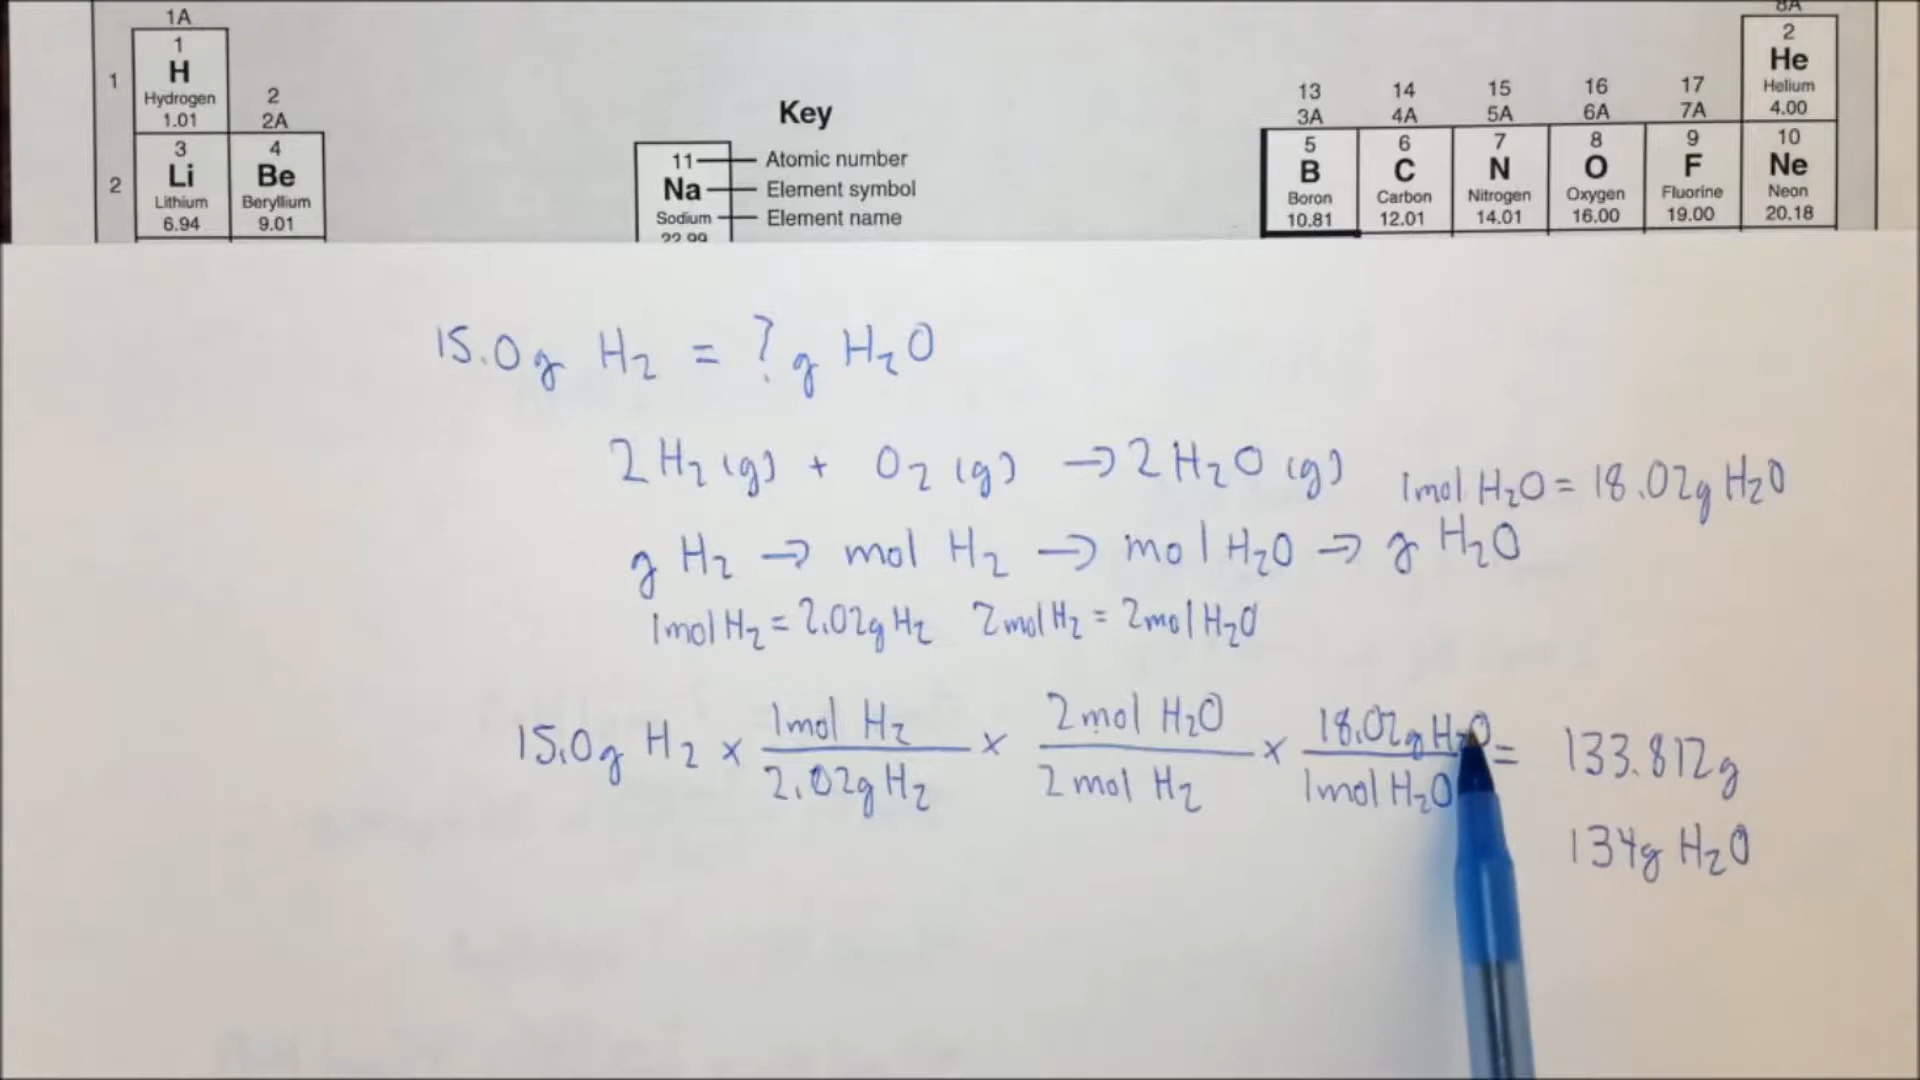 1A
8A
1
1
H
Hydrogen
1.01
2
He
Helium
4.00
2
2A
13
3A
14
4A
15
5A
16
6A
17
7A
2
3
Li
Lithium
6.94
4
Be
Beryllium
9.01
Key
11
Na
Sodium
22.99
Atomic number
Element symbol
Element name
5
B
Boron
10.81
6
C
Carbon
12.01
7
N
Nitrogen
14.01
8
O
Oxygen
16.00
9
F
Fluorine
19.00
10
Ne
Neon
20.18
15.0g H₂ = ? g H₂O
2H₂(g) + O₂(g) → 2H₂O(g)
1mol H₂O = 18.02g H₂O
g H₂ → mol H₂ → mol H₂O → g H₂O
1mol H₂ = 2.02g H₂ 2mol H₂ = 2mol H₂O
15.0g H₂ × 1mol H₂ / 2.02g H₂ × 2mol H₂O / 2mol H₂ × 18.02g H₂O / 1mol H₂O = 133.812g
134g H₂O